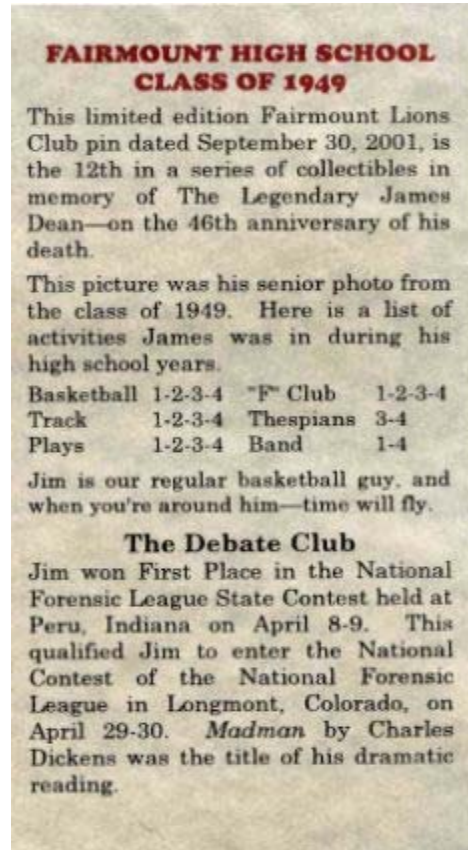 FAIRMOUNT HIGH SCHOOL
CLASS OF 1949
This limited edition Fairmount Lions
Club pin dated September 30, 2001, is
the 12th in a series of collectibles in
memory of The Legendary James
Dean—on the 46th anniversary of his
death.
This picture was his senior photo from
the class of 1949. Here is a list of
activities James was in during his
high school years.
Basketball 1-2-3-4 "F" Club 1-2-3-4
Track 1-2-3-4 Thespians 3-4
Plays 1-2-3-4 Band 1-4
Jim is our regular basketball guy, and
when you're around him—time will fly.
The Debate Club
Jim won First Place in the National
Forensic League State Contest held at
Peru, Indiana on April 8-9. This
qualified Jim to enter the National
Contest of the National Forensic
League in Longmont, Colorado, on
April 29-30. Madman by Charles
Dickens was the title of his dramatic
reading.